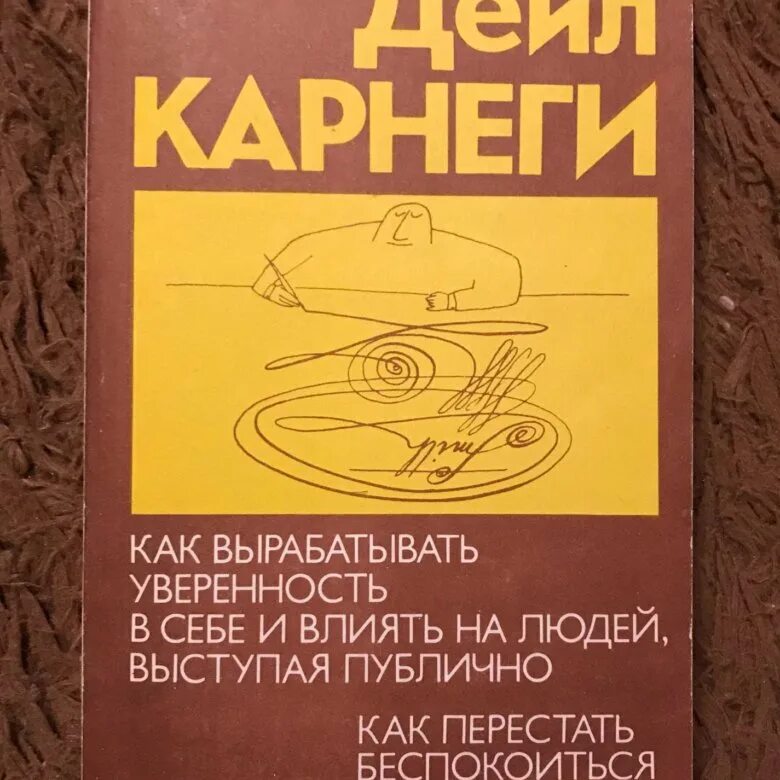 Дейл
КАРНЕГИ
КАК ВЫРАБАТЫВАТЬ
УВЕРЕННОСТЬ
В СЕБЕ И ВЛИЯТЬ НА ЛЮДЕЙ,
ВЫСТУПАЯ ПУБЛИЧНО
КАК ПЕРЕСТАТЬ
БЕСПОКОИТЬСЯ